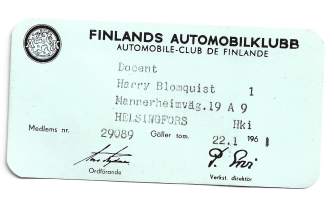 FINLANDS AUTOMOBILKLUBB
AUTOMOBILE-CLUB DE FINLANDE
Docent
Harry Blomquist 1
Mannerheimväg.19 A 9
HELSINGFORS Hki
Medlems nr. 29089 Gäller tom. 22.1 196
Ordförande Verkst. direktör